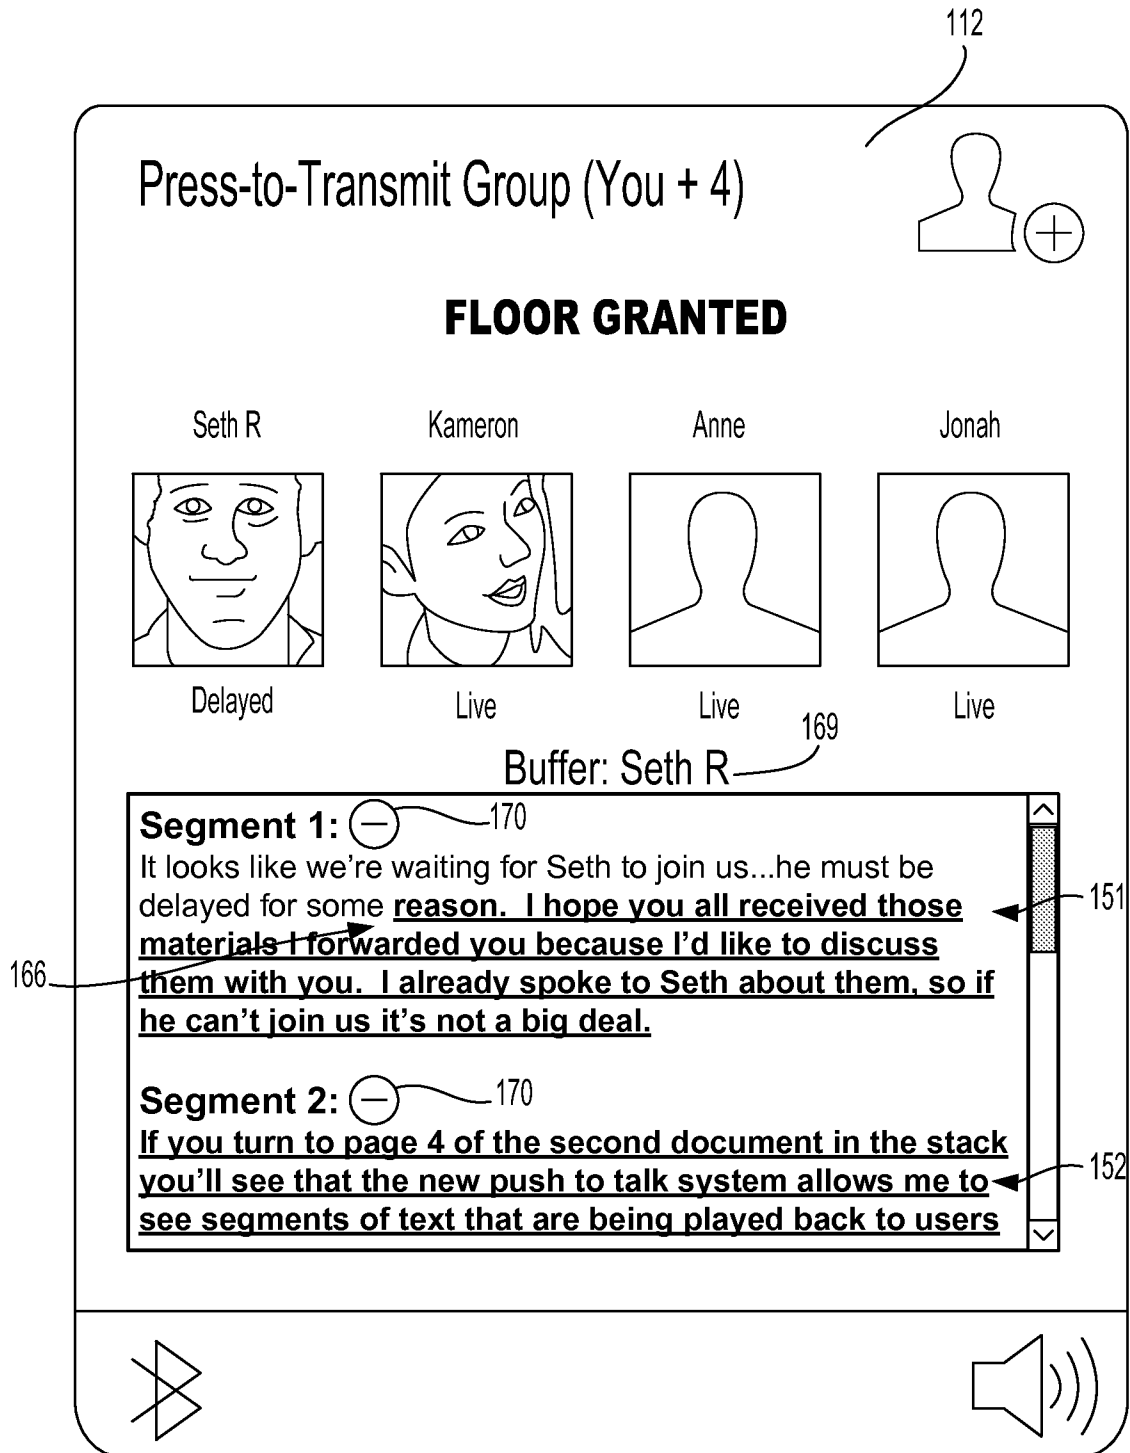 112
Press-to-Transmit Group (You + 4)
FLOOR GRANTED
Seth R Kameron Anne Jonah
Delayed Live Live Live
169
Buffer: Seth R
Segment 1: 170
It looks like we're waiting for Seth to join us...he must be
delayed for some reason. I hope you all received those
151
materials I forwarded you because I'd like to discuss
166
them with you. I already spoke to Seth about them, so if
he can't join us it's not a big deal.
Segment 2: 170
If you turn to page 4 of the second document in the stack
you'll see that the new push to talk system allows me to
152
see segments of text that are being played back to users